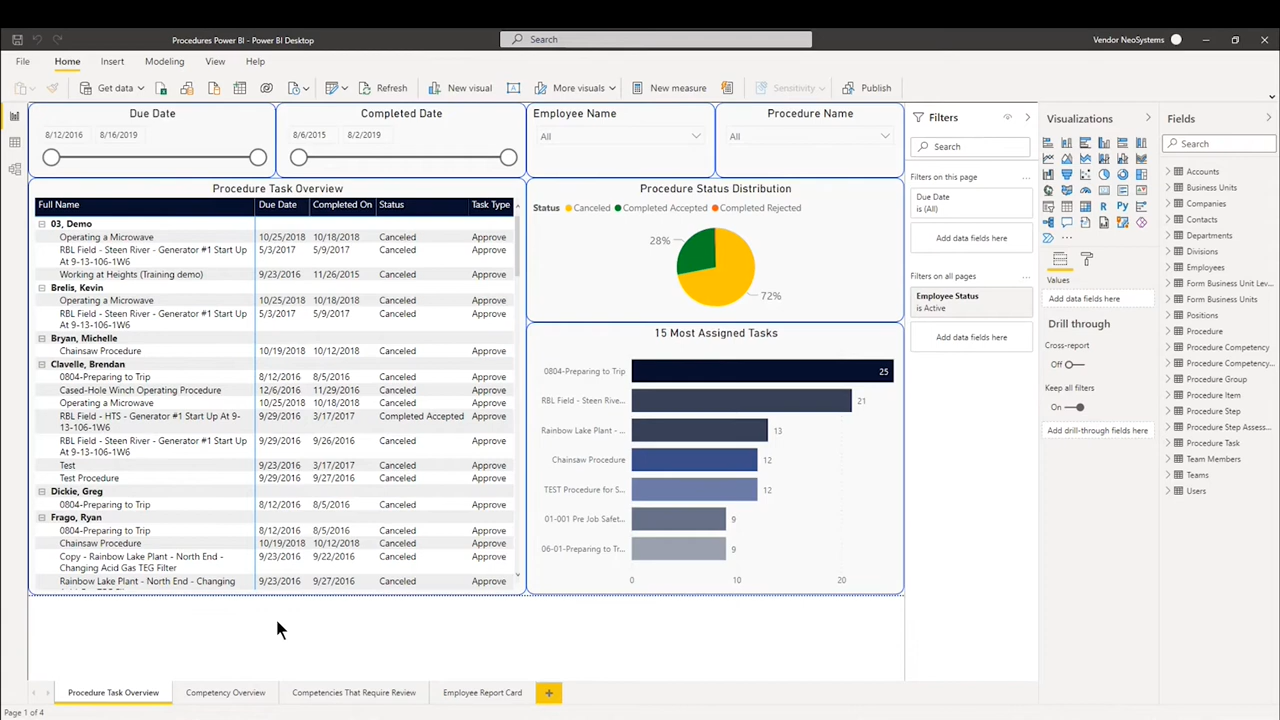 Procedures Power BI - Power BI Desktop
Search
Vendor NeoSystems
File Home Insert Modeling View Help
Get data Refresh New visual More visuals New measure Sensitivity Publish
Due Date
8/12/2016 8/16/2019
Completed Date
8/6/2015 8/2/2019
Employee Name
All
Procedure Name
All
Procedure Task Overview
Full Name Due Date Completed On Status Task Type
03, Demo
Operating a Microwave 10/25/2018 10/18/2018 Canceled Approve
RBL Field - Steen River - Generator #1 Start Up 5/3/2017 5/9/2017 Canceled Approve
At 9-13-106-1W6
Working at Heights (Training demo) 9/23/2016 11/26/2015 Canceled Approve
Brelis, Kevin
Operating a Microwave 10/25/2018 10/18/2018 Canceled Approve
RBL Field - Steen River - Generator #1 Start Up 5/3/2017 5/9/2017 Canceled Approve
At 9-13-106-1W6
Bryan, Michelle
Chainsaw Procedure 10/19/2018 10/12/2018 Canceled Approve
Clavelle, Brendan
0804-Preparing to Trip 8/12/2016 8/5/2016 Canceled Approve
Cased-Hole Winch Operating Procedure 12/6/2016 11/29/2016 Canceled Approve
Operating a Microwave 10/25/2018 10/18/2018 Canceled Approve
RBL Field - HTS - Generator #1 Start Up At 9- 9/29/2016 3/17/2017 Completed Accepted Approve
13-106-1W6
RBL Field - Steen River - Generator #1 Start Up 9/29/2016 9/26/2016 Canceled Approve
At 9-13-106-1W6
Test 9/23/2016 3/17/2017 Canceled Approve
Test Procedure 9/29/2016 9/27/2016 Canceled Approve
Dickie, Greg
0804-Preparing to Trip 8/12/2016 8/5/2016 Canceled Approve
Frago, Ryan
0804-Preparing to Trip 8/12/2016 8/5/2016 Canceled Approve
Chainsaw Procedure 10/19/2018 10/12/2018 Canceled Approve
Copy - Rainbow Lake Plant - North End - 9/23/2016 9/22/2016 Canceled Approve
Changing Acid Gas TEG Filter
Rainbow Lake Plant - North End - Changing 9/23/2016 9/27/2016 Canceled Approve
Procedure Status Distribution
Status Canceled Completed Accepted Completed Rejected
28%
72%
15 Most Assigned Tasks
0804-Preparing to Trip 25
RBL Field - Steen Rive... 21
Rainbow Lake Plant - ... 13
Chainsaw Procedure 12
TEST Procedure for S... 12
01-001 Pre Job Safet... 9
06-01-Preparing to Tr... 9
0 10 20
Filters
Search
Filters on this page ...
Due Date
is (All)
Add data fields here
Filters on all pages ...
Employee Status
is Active
Add data fields here
Visualizations
R Py
...
Values
Add data fields here
Drill through
Cross-report
Off
Keep all filters
On
Add drill-through fields here
Fields
Search
Accounts
Business Units
Companies
Contacts
Departments
Divisions
Employees
Form Business Unit Lev...
Form Business Units
Positions
Procedure
Procedure Competency
Procedure Competency...
Procedure Group
Procedure Item
Procedure Step
Procedure Step Assess...
Procedure Task
Team Members
Teams
Users
Procedure Task Overview Competency Overview Competencies That Require Review Employee Report Card +
Page 1 of 4